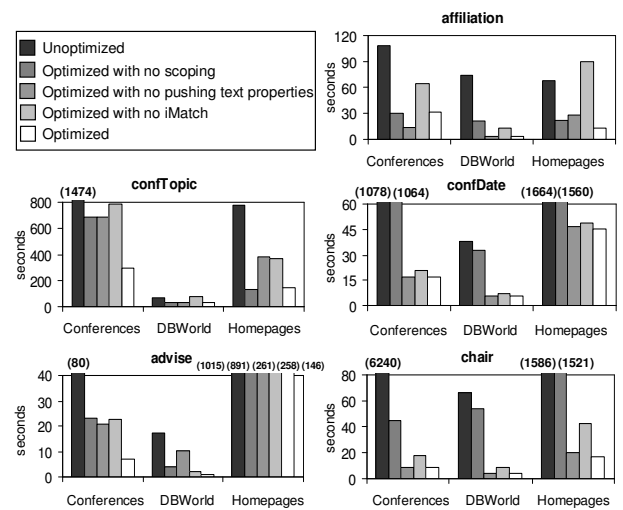 Unoptimized
Optimized with no scoping
Optimized with no pushing text properties
Optimized with no iMatch
Optimized
affiliation
seconds
120
90
60
30
0
Conferences DBWorld Homepages
confTopic
(1474)
seconds
800
600
400
200
0
Conferences DBWorld Homepages
confDate
(1078) (1064) (1664) (1560)
seconds
60
45
30
15
0
Conferences DBWorld Homepages
advise
(80) (1015) (891) (261) (258) (146)
seconds
40
30
20
10
0
Conferences DBWorld Homepages
chair
(6240) (1586) (1521)
seconds
80
60
40
20
0
Conferences DBWorld Homepages